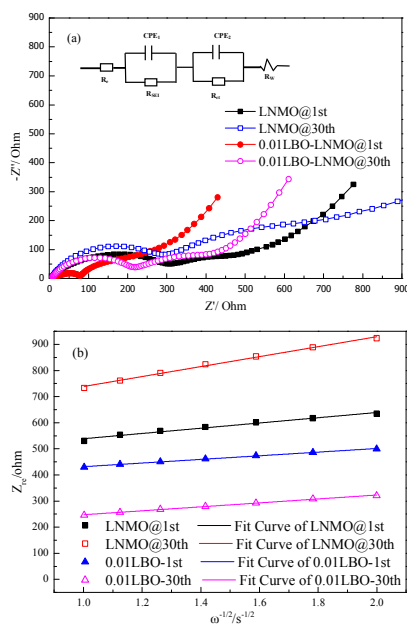 (a)
CPE1 CPE2
Re RSEI Rct RW
LNMO@1st
LNMO@30th
0.01LBO-LNMO@1st
0.01LBO-LNMO@30th
-Z''/ Ohm
900
800
700
600
500
400
300
200
100
0
0 100 200 300 400 500 600 700 800 900
Z'/ Ohm
(b)
Zre/ohm
900
800
700
600
500
400
300
200
100
0
LNMO@1st Fit Curve of LNMO@1st
LNMO@30th Fit Curve of LNMO@30th
0.01LBO-1st Fit Curve of 0.01LBO-1st
0.01LBO-30th Fit Curve of 0.01LBO-30th
1.0 1.2 1.4 1.6 1.8 2.0
ω-1/2/s-1/2